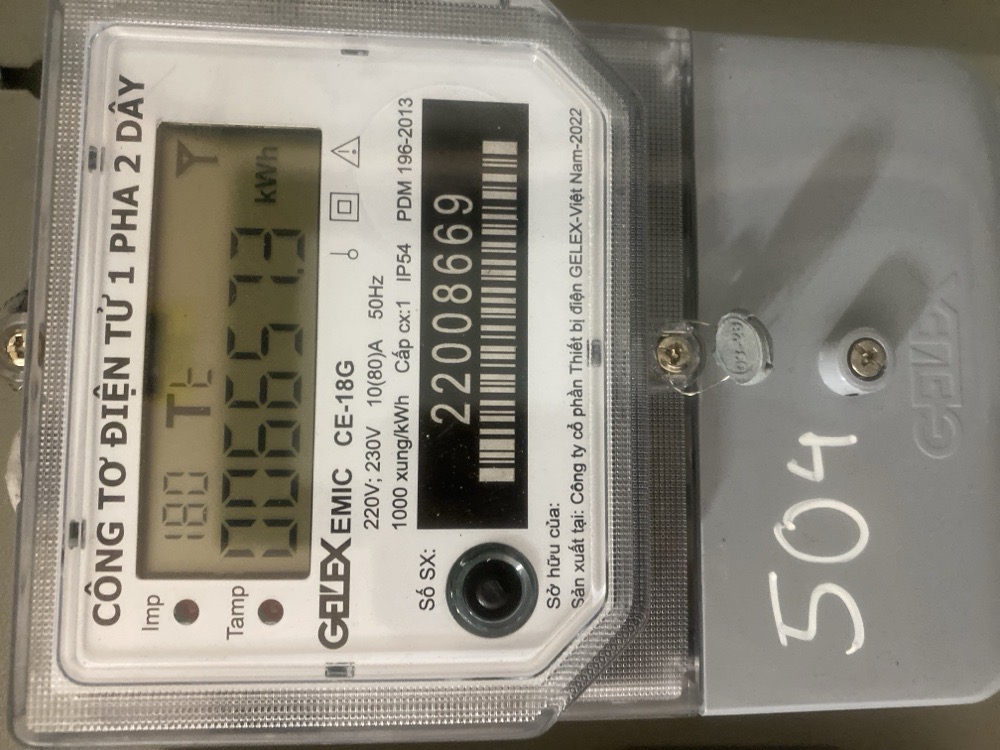 CÔNG TƠ ĐIỆN TỬ 1 PHA 2 DÂY
Imp
180
Tamp
kWh
GELEX EMIC CE-18G
220V; 230V 10(80)A 50Hz
1000 xung/kWh Cấp cx:1 IP54 PDM 196-2013
Số SX:
22008669
Sở hữu của:
Sản xuất tại: Công ty cổ phần Thiết bị điện GELEX-Việt Nam-2022
504
GELEX